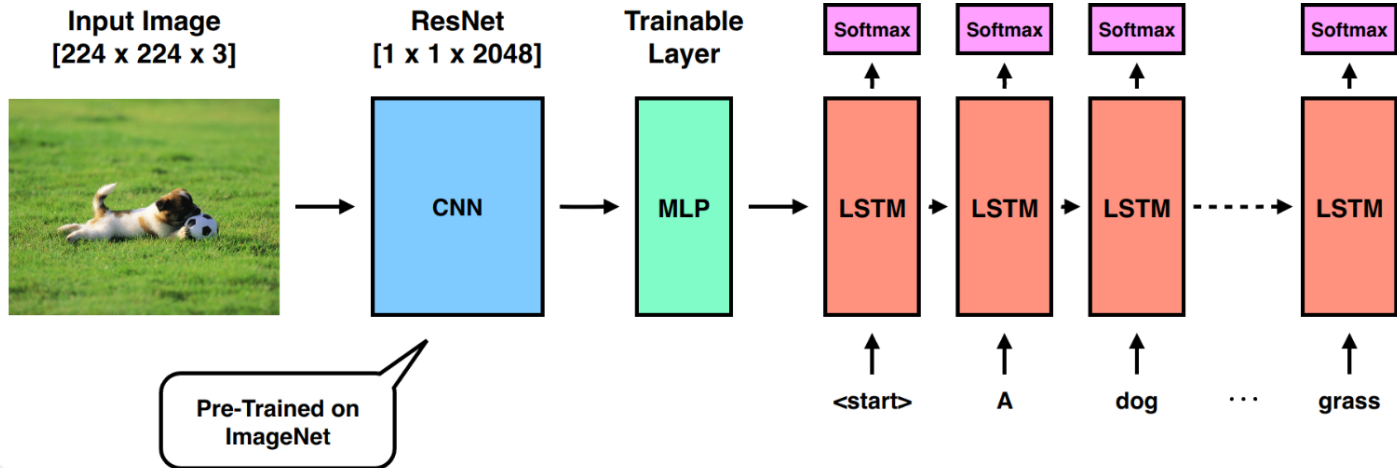 Input Image
[224 x 224 x 3]
ResNet
[1 x 1 x 2048]
Trainable
Layer
Softmax
Softmax
Softmax
Softmax
CNN
MLP
LSTM
LSTM
LSTM
LSTM
Pre-Trained on
ImageNet
<start>
A
dog
···
grass